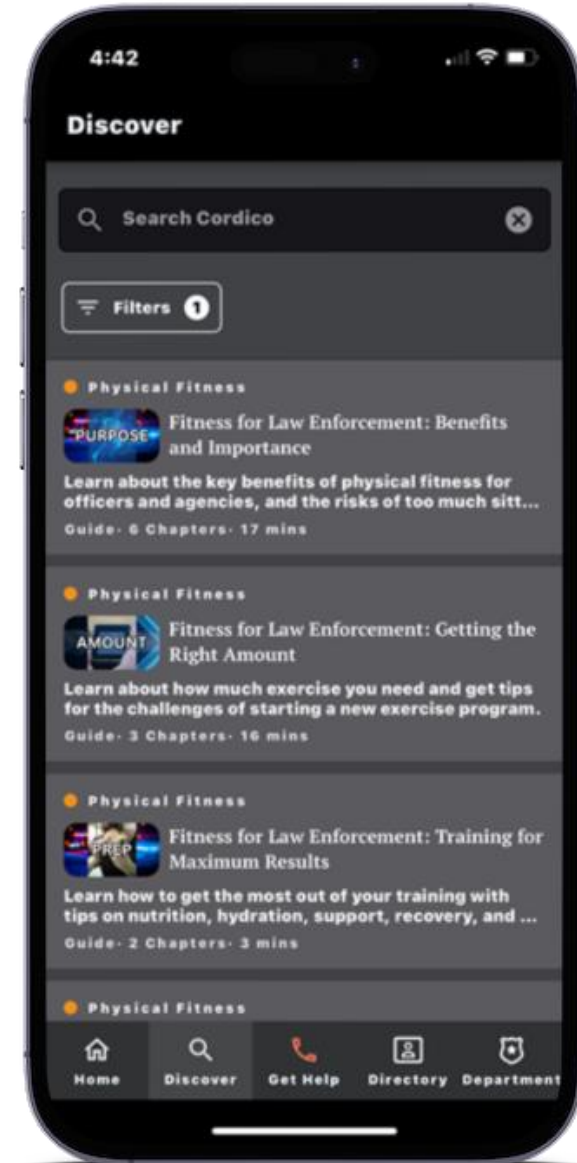 4:42
Discover
Search Cordico
Filters 1
Physical Fitness
PURPOSE
Fitness for Law Enforcement: Benefits
and Importance
Learn about the key benefits of physical fitness for
officers and agencies, and the risks of too much sitt...
Guide· 6 Chapters· 17 mins
Physical Fitness
AMOUNT
Fitness for Law Enforcement: Getting the
Right Amount
Learn about how much exercise you need and get tips
for the challenges of starting a new exercise program.
Guide· 3 Chapters· 16 mins
Physical Fitness
PREP
Fitness for Law Enforcement: Training for
Maximum Results
Learn how to get the most out of your training with
tips on nutrition, hydration, support, recovery, and ...
Guide· 2 Chapters· 3 mins
Physical Fitness
Home Discover Get Help Directory Department